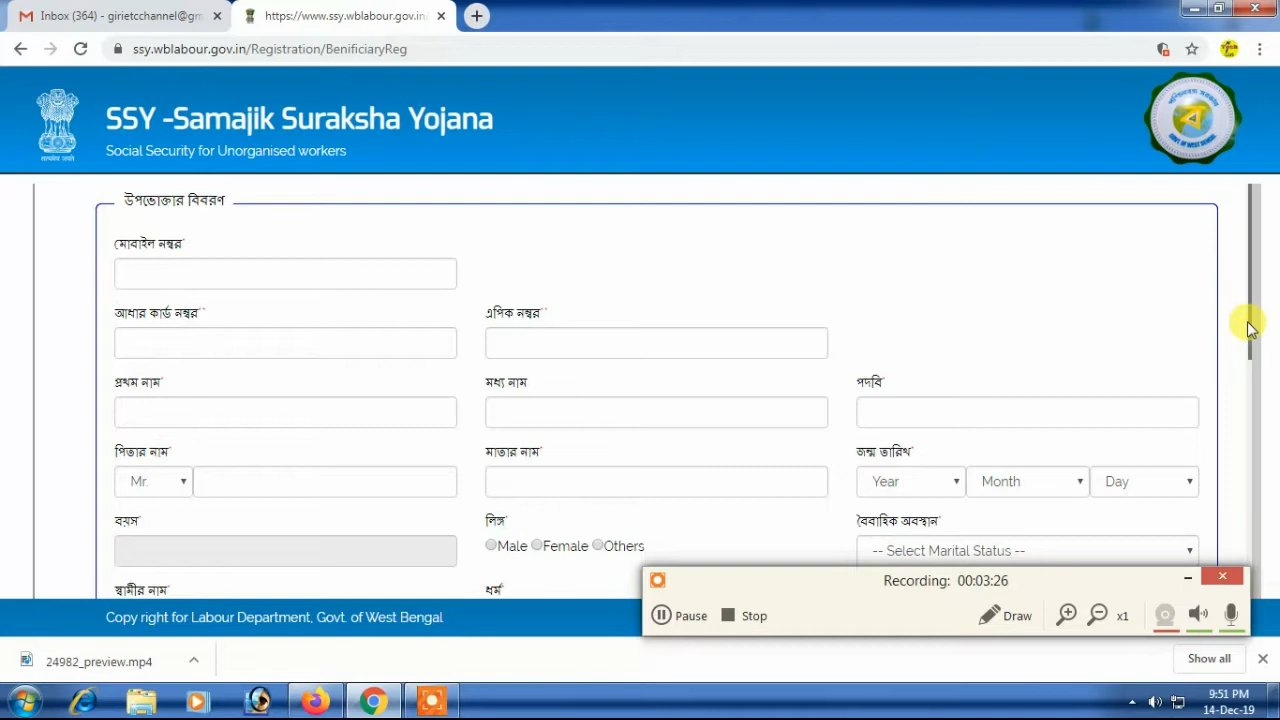 Inbox (364) - girietcchannel@gm
https://www.ssy.wblabour.gov.in
ssy.wblabour.gov.in/Registration/BenificiaryReg
SSY -Samajik Suraksha Yojana
Social Security for Unorganised workers
উপভোক্তার বিবরণ
মোবাইল নম্বর*
আধার কার্ড নম্বর** এপিক নম্বর**
প্রথম নাম* মধ্য নাম পদবি*
পিতার নাম* মাতার নাম* জন্ম তারিখ*
Mr. Year Month Day
বয়স লিঙ্গ* বৈবাহিক অবস্থান*
Male Female Others -- Select Marital Status --
স্বামীর নাম* ধর্ম
Recording: 00:03:26
Pause Stop Draw x1
Copy right for Labour Department, Govt. of West Bengal
24982_preview.mp4 Show all
9:51 PM
14-Dec-19